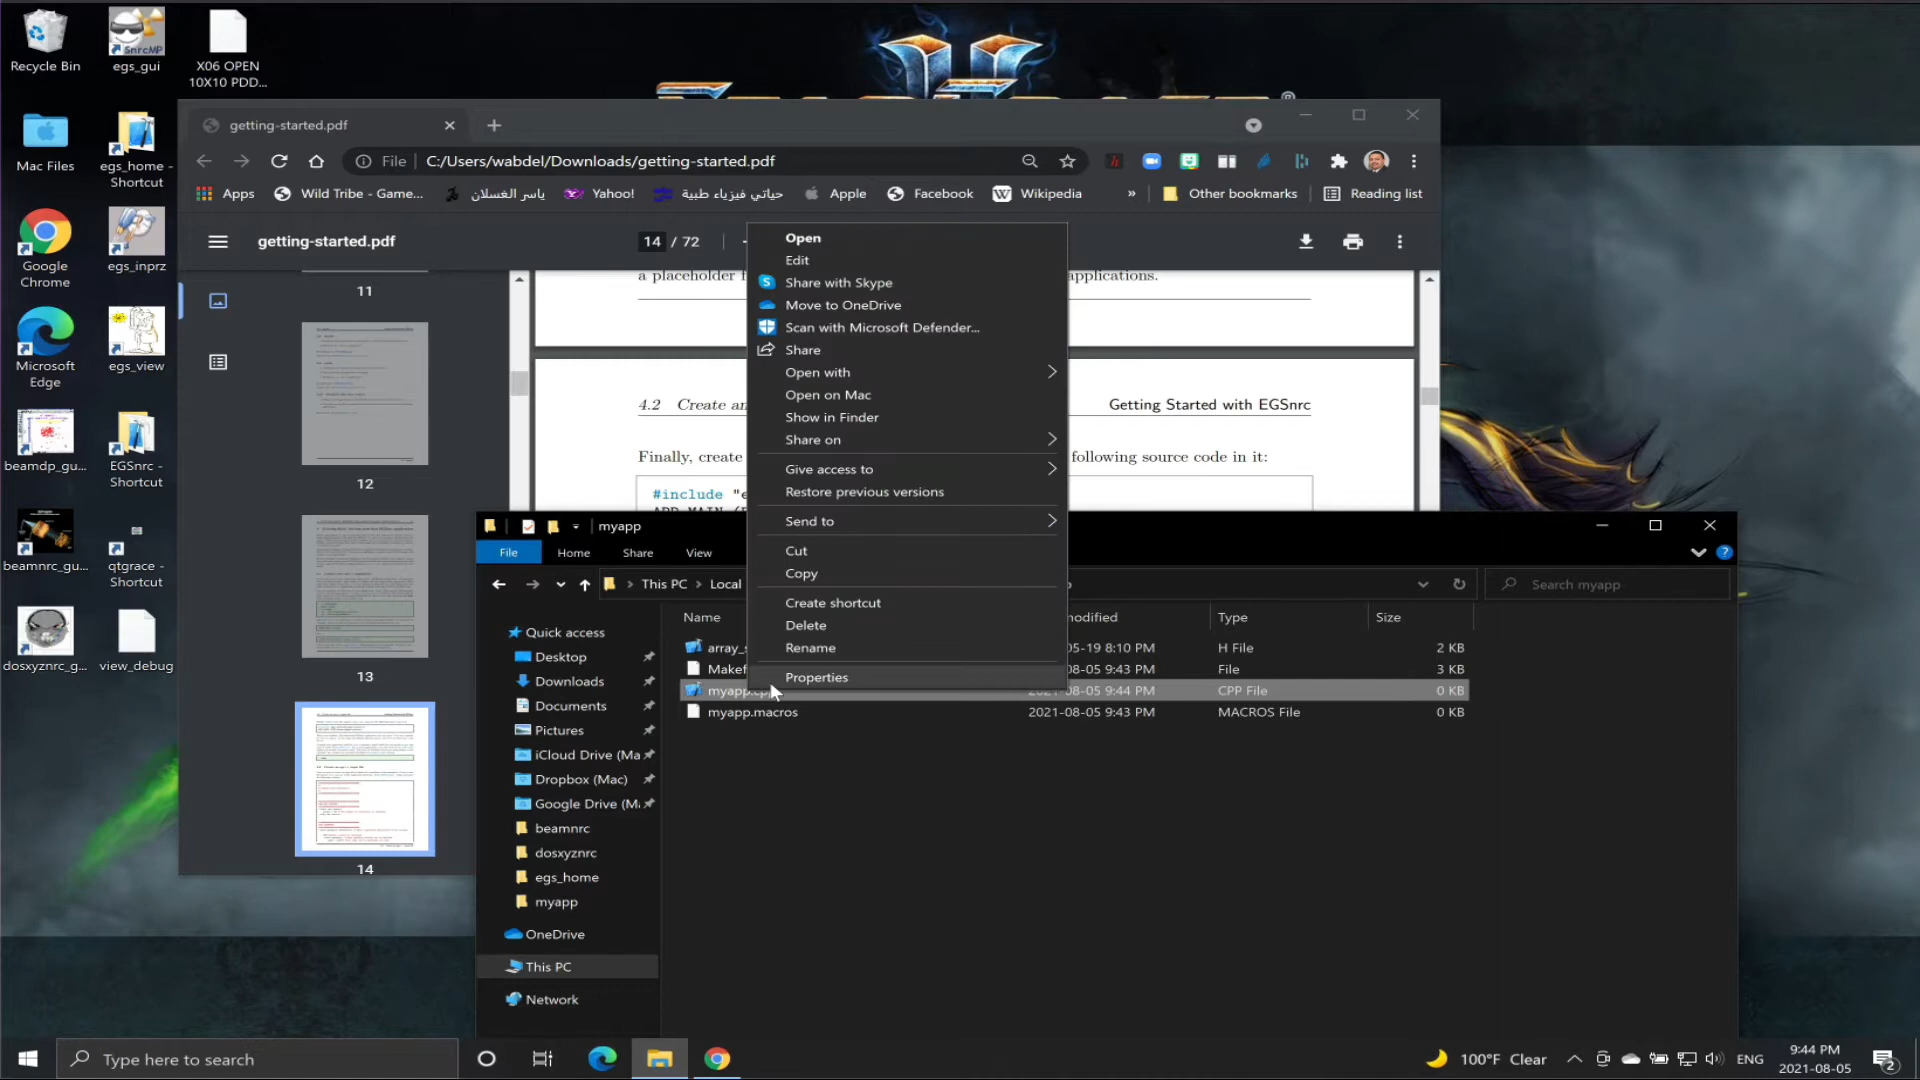 Recycle Bin
egs_gui
X06 OPEN
10X10 PDD...
Mac Files
egs_home -
Shortcut
Google
Chrome
egs_inprz
Microsoft
Edge
egs_view
beamdp_gu...
EGSnrc -
Shortcut
beamnrc_gu...
qtgrace -
Shortcut
dosxyznrc_g...
view_debug
SnrcMP
getting-started.pdf
File
C:/Users/wabdel/Downloads/getting-started.pdf
Apps
Wild Tribe - Game...
ياسر الغسلان
Yahoo!
حياتي فيزياء طبية
Apple
Facebook
Wikipedia
»
Other bookmarks
Reading list
getting-started.pdf
14 / 72
11
12
13
14
a placeholder f
applications.
4.2 Create an
Getting Started with EGSnrc
Finally, create
following source code in it:
#include "e
Open
Edit
Share with Skype
Move to OneDrive
Scan with Microsoft Defender...
Share
Open with
Open on Mac
Show in Finder
Share on
Give access to
Restore previous versions
Send to
Cut
Copy
Create shortcut
Delete
Rename
Properties
myapp
File
Home
Share
View
This PC
Local
Search myapp
Name
modified
Type
Size
array_s
05-19 8:10 PM
H File
2 KB
Makef
08-05 9:43 PM
File
3 KB
myapp.cpp
2021-08-05 9:44 PM
CPP File
0 KB
myapp.macros
2021-08-05 9:43 PM
MACROS File
0 KB
Quick access
Desktop
Downloads
Documents
Pictures
iCloud Drive (Ma
Dropbox (Mac)
Google Drive (M
beamnrc
dosxyznrc
egs_home
myapp
OneDrive
This PC
Network
Type here to search
100°F Clear
ENG
9:44 PM
2021-08-05
2